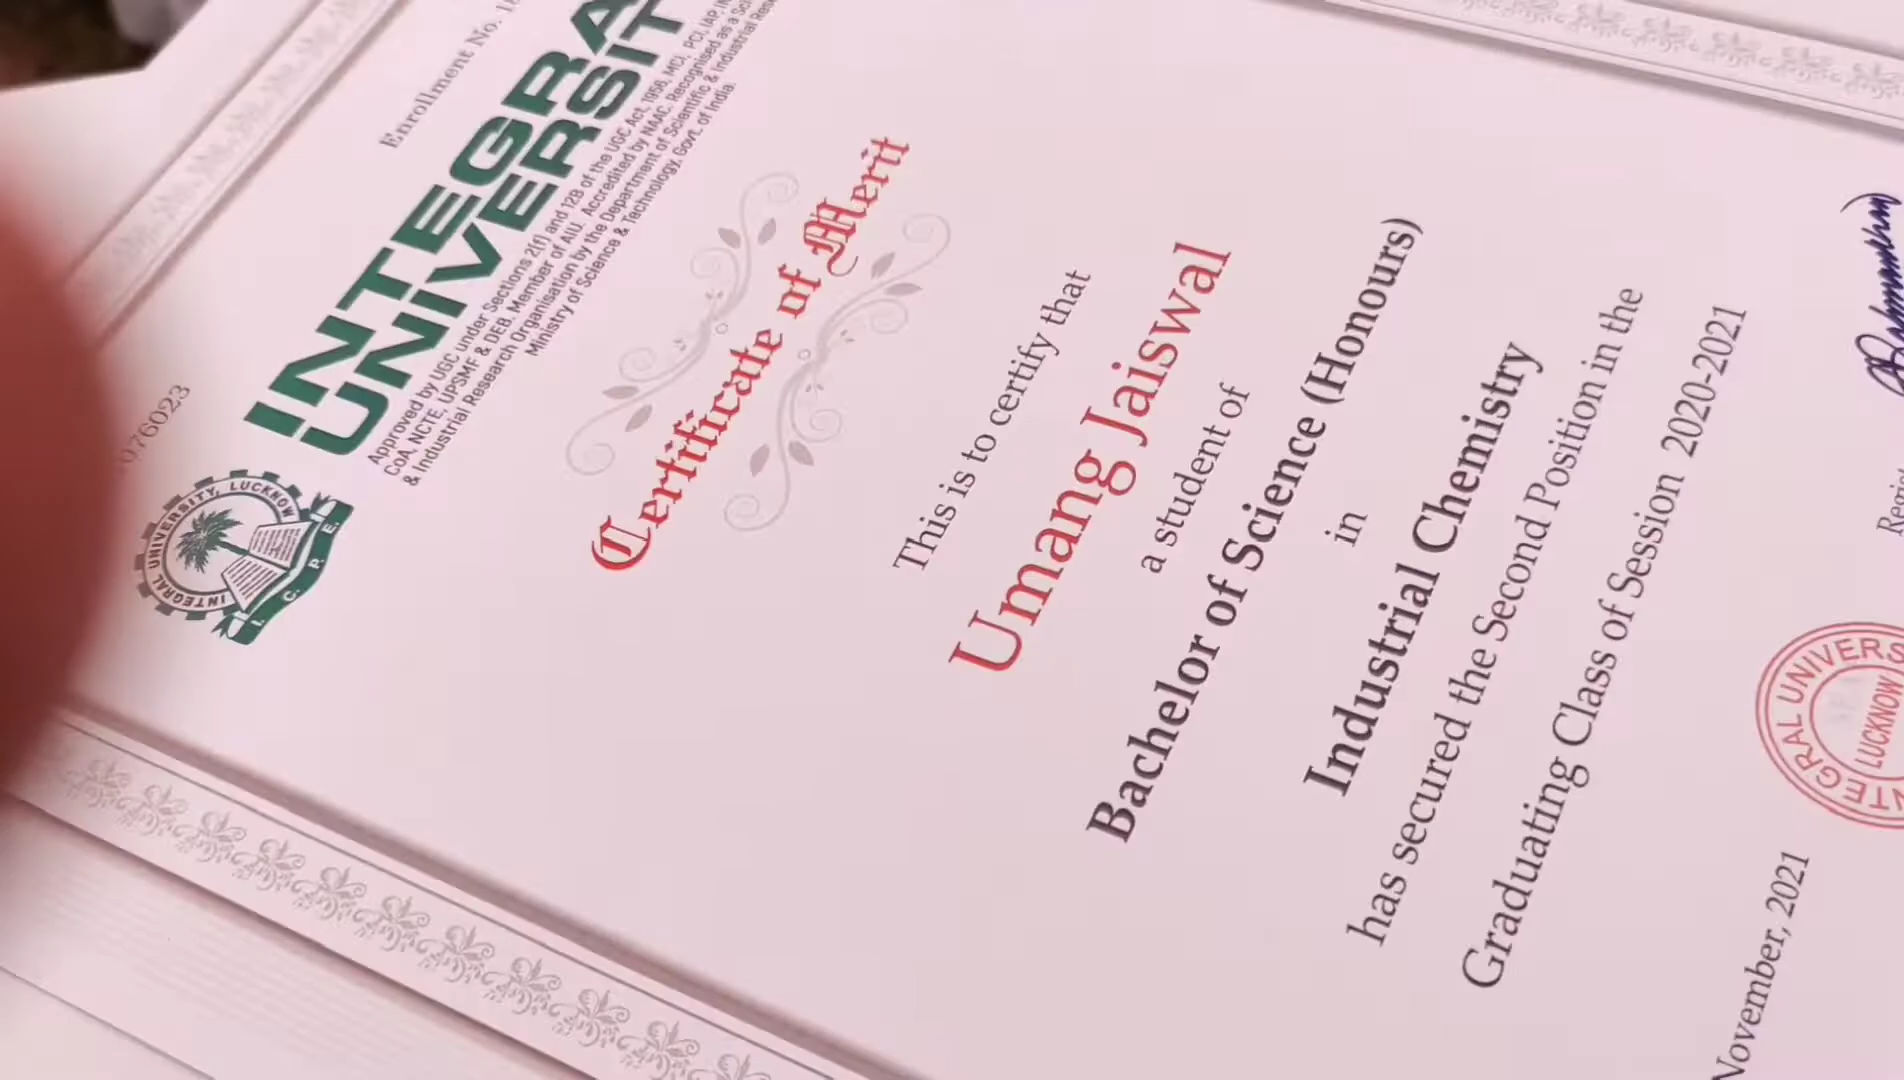 Enrollment No.
076023
INTEGRA
UNIVERSIT
Approved by UGC under Sections 2(f) and 12B of the UGC Act, 1956, MCI, PCI, IAP,
CoA, NCTE, UPSMF & DEB. Member of AIU. Accredited by NAAC. Recognised as a
& Industrial Research Organisation by the Department of Scientific & Industrial
Ministry of Science & Technology, Govt. of India.
INTEGRAL UNIVERSITY, LUCKNOW
I. C. P. E.
Certificate of Merit
This is to certify that
Umang Jaiswal
a student of
Bachelor of Science (Honours)
in
Industrial Chemistry
has secured the Second Position in the
Graduating Class of Session 2020-2021
November, 2021
LUCKNOW